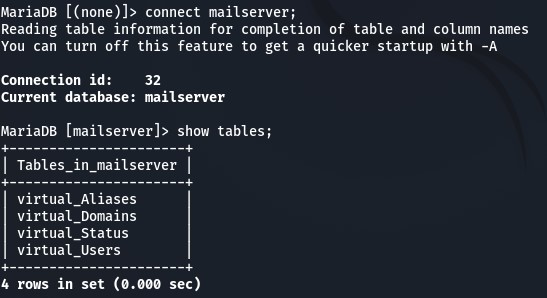 MariaDB [(none)]> connect mailserver;
Reading table information for completion of table and column names
You can turn off this feature to get a quicker startup with -A

Connection id:    32
Current database: mailserver

MariaDB [mailserver]> show tables;
+----------------------+
| Tables_in_mailserver |
+----------------------+
| virtual_Aliases      |
| virtual_Domains      |
| virtual_Status       |
| virtual_Users        |
+----------------------+
4 rows in set (0.000 sec)